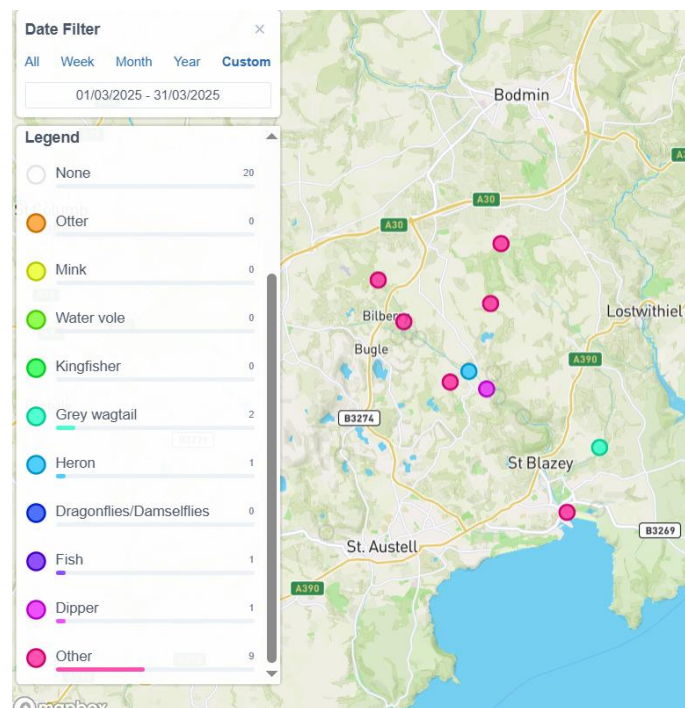 Date Filter ×
All Week Month Year Custom
01/03/2025 - 31/03/2025
Legend
None 20
Otter 0
Mink 0
Water vole 0
Kingfisher 0
Grey wagtail 2
Heron 1
Dragonflies/Damselflies 0
Fish 1
Dipper 1
Other 9
Bodmin
A30
A30
Lostwithiel
Bugle
A390
B3274
St Blazey
B3269
St. Austell
A390
mapbox